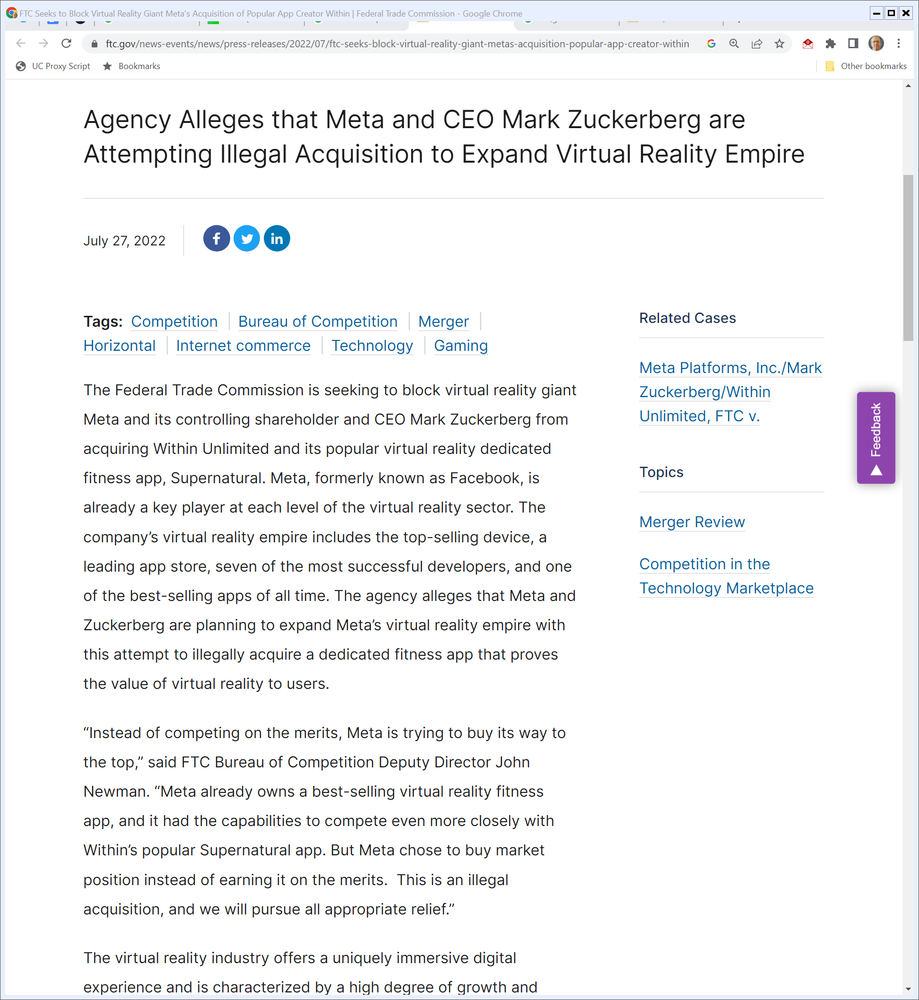 FTC Seeks to Block Virtual Reality Giant Meta's Acquisition of Popular App Creator Within | Federal Trade Commission - Google Chrome
ftc.gov/news-events/news/press-releases/2022/07/ftc-seeks-block-virtual-reality-giant-metas-acquisition-popular-app-creator-within
UC Proxy Script Bookmarks Other bookmarks
Agency Alleges that Meta and CEO Mark Zuckerberg are
Attempting Illegal Acquisition to Expand Virtual Reality Empire
July 27, 2022
Tags: Competition | Bureau of Competition | Merger |
Horizontal | Internet commerce | Technology | Gaming
The Federal Trade Commission is seeking to block virtual reality giant
Meta and its controlling shareholder and CEO Mark Zuckerberg from
acquiring Within Unlimited and its popular virtual reality dedicated
fitness app, Supernatural. Meta, formerly known as Facebook, is
already a key player at each level of the virtual reality sector. The
company’s virtual reality empire includes the top-selling device, a
leading app store, seven of the most successful developers, and one
of the best-selling apps of all time. The agency alleges that Meta and
Zuckerberg are planning to expand Meta’s virtual reality empire with
this attempt to illegally acquire a dedicated fitness app that proves
the value of virtual reality to users.
“Instead of competing on the merits, Meta is trying to buy its way to
the top,” said FTC Bureau of Competition Deputy Director John
Newman. “Meta already owns a best-selling virtual reality fitness
app, and it had the capabilities to compete even more closely with
Within’s popular Supernatural app. But Meta chose to buy market
position instead of earning it on the merits.  This is an illegal
acquisition, and we will pursue all appropriate relief.”
The virtual reality industry offers a uniquely immersive digital
experience and is characterized by a high degree of growth and
Related Cases
Meta Platforms, Inc./Mark
Zuckerberg/Within
Unlimited, FTC v.
Topics
Merger Review
Competition in the
Technology Marketplace
Feedback